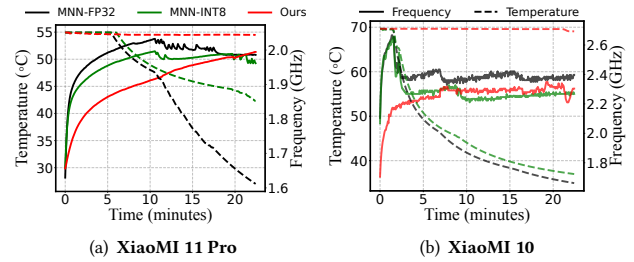 MNN-FP32 MNN-INT8 Ours
Frequency Temperature
Temperature (◦C)
55
50
45
40
35
30
2.0
1.9
1.8
1.7
1.6
Frequency (GHz)
0 5 10 15 20
Time (minutes)
Temperature (◦C)
70
60
50
40
2.6
2.4
2.2
2.0
1.8
Frequency (GHz)
0 5 10 15 20
Time (minutes)
(a) XiaoMI 11 Pro
(b) XiaoMI 10